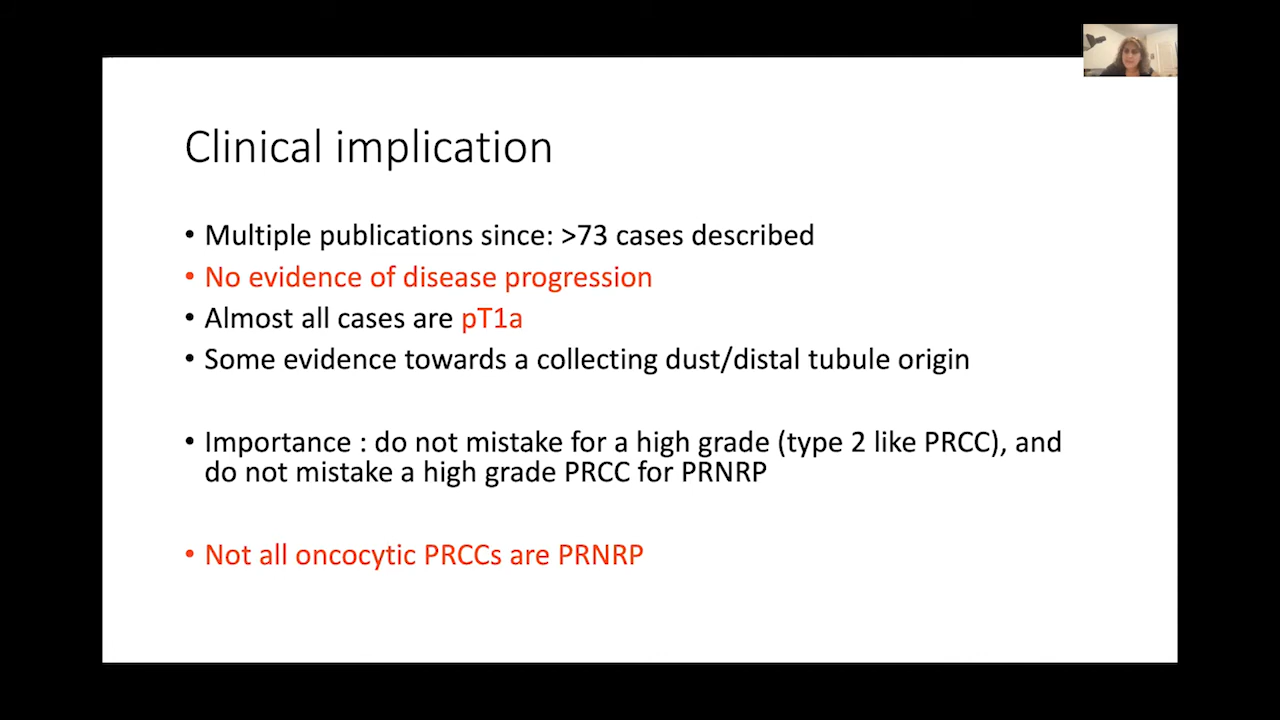 Clinical implication
• Multiple publications since: >73 cases described
• No evidence of disease progression
• Almost all cases are pT1a
• Some evidence towards a collecting dust/distal tubule origin
• Importance : do not mistake for a high grade (type 2 like PRCC), and
do not mistake a high grade PRCC for PRNRP
• Not all oncocytic PRCCs are PRNRP